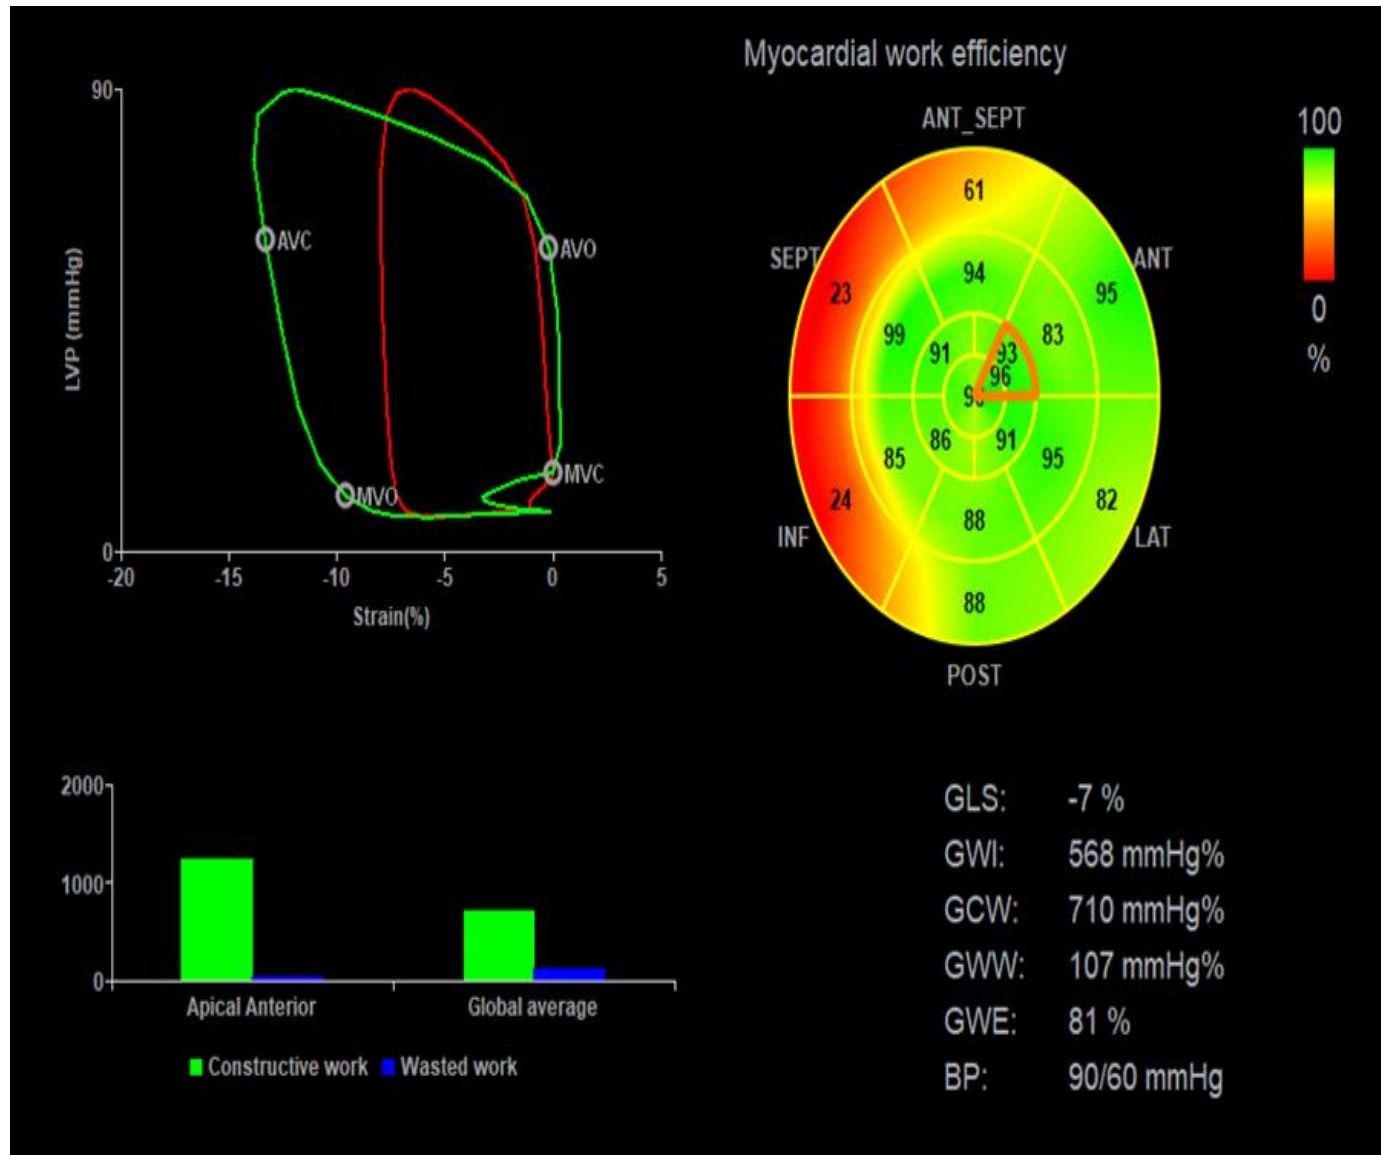 Myocardial work efficiency
90
LVP (mmHg)
AVC
AVO
MVO
MVC
0
-20
-15
-10
-5
0
5
Strain(%)
ANT_SEPT
100
61
SEPT
ANT
94
23
95
0
99
83
91
93
%
96
86
91
85
95
24
82
INF
LAT
88
88
POST
2000
1000
0
Apical Anterior
Global average
Constructive work
Wasted work
GLS: -7 %
GWI: 568 mmHg%
GCW: 710 mmHg%
GWW: 107 mmHg%
GWE: 81 %
BP: 90/60 mmHg